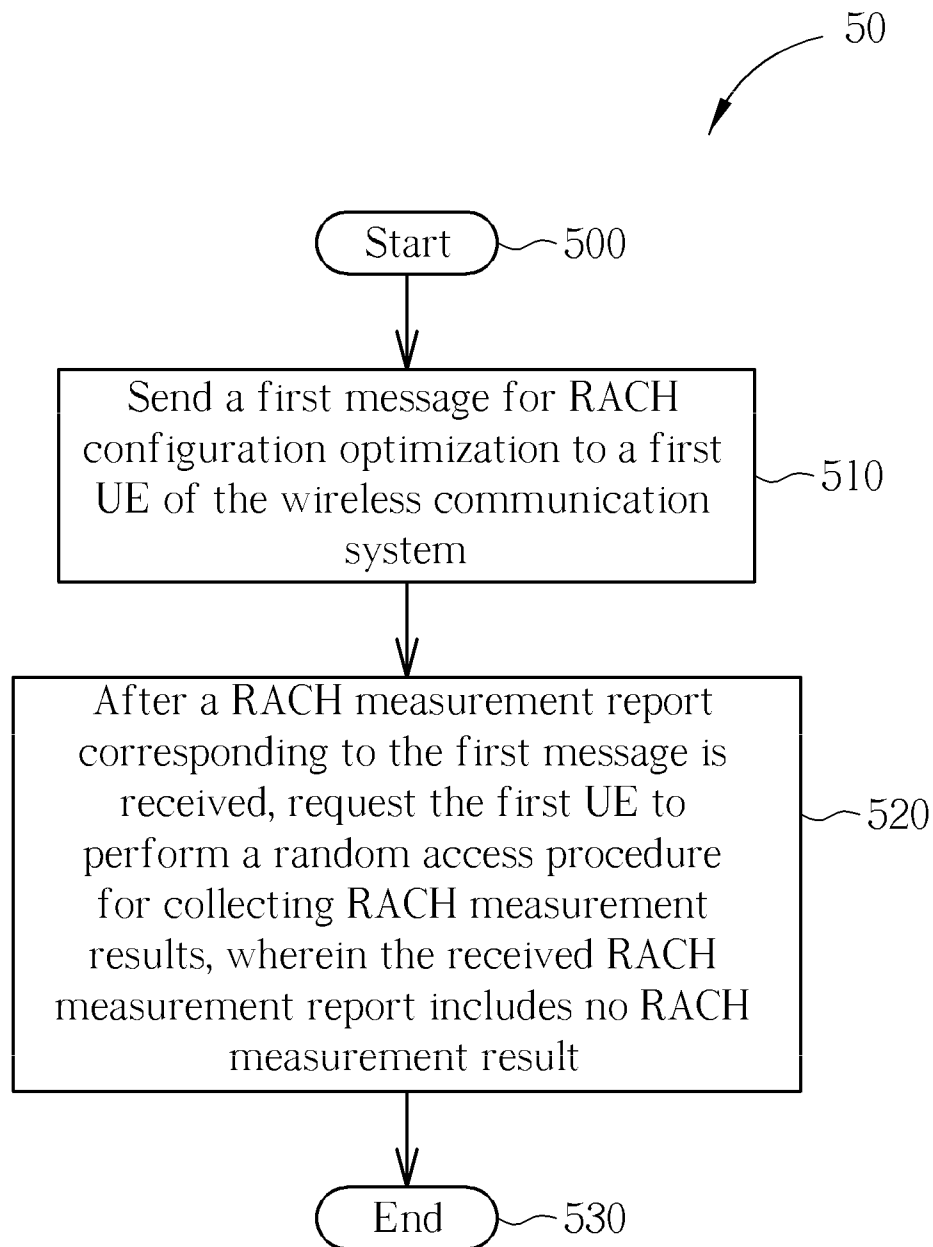 50
Start
500
Send a first message for RACH
configuration optimization to a first
UE of the wireless communication
system
510
After a RACH measurement report
corresponding to the first message is
received, request the first UE to
perform a random access procedure
for collecting RACH measurement
results, wherein the received RACH
measurement report includes no RACH
measurement result
520
End
530